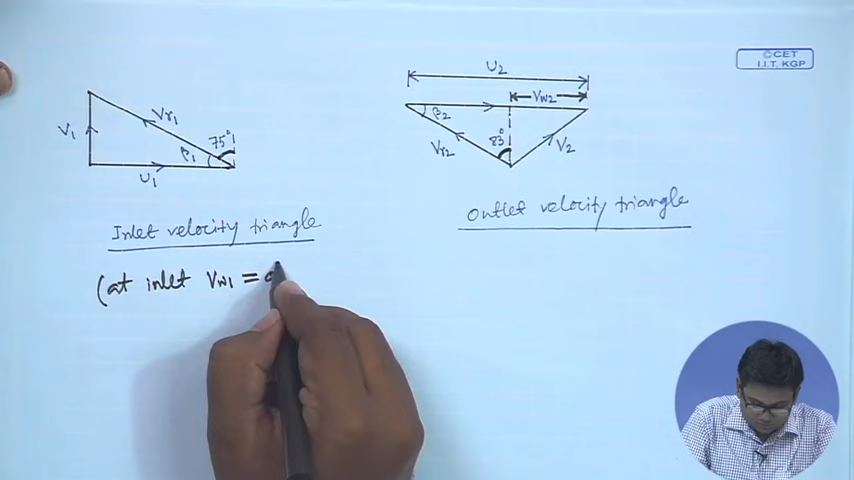 ©CET
I.I.T. KGP
U2
Vw2
β2
83°
Vr2
V2
V1
Vr1
75°
β1
U1
Inlet velocity triangle
Outlet velocity triangle
(at inlet Vw1 =